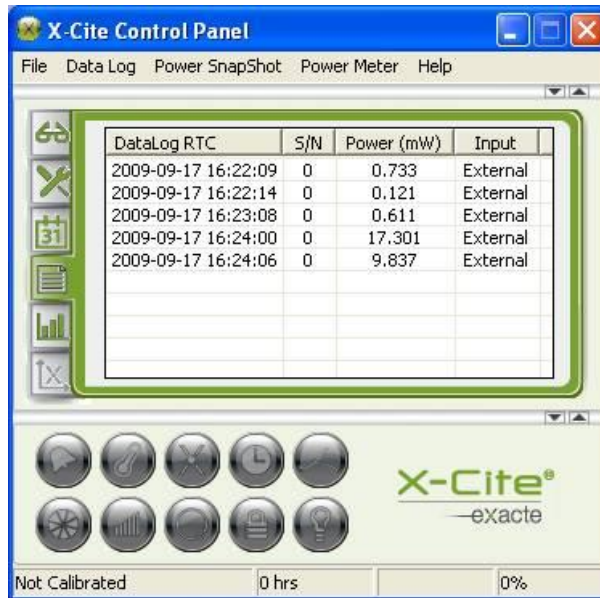 X-Cite Control Panel
File Data Log Power SnapShot Power Meter Help
DataLog RTC S/N Power (mW) Input
2009-09-17 16:22:09 0 0.733 External
2009-09-17 16:22:14 0 0.121 External
2009-09-17 16:23:08 0 0.611 External
2009-09-17 16:24:00 0 17.301 External
2009-09-17 16:24:06 0 9.837 External
31
X-Cite®
exacte
Not Calibrated 0 hrs 0%